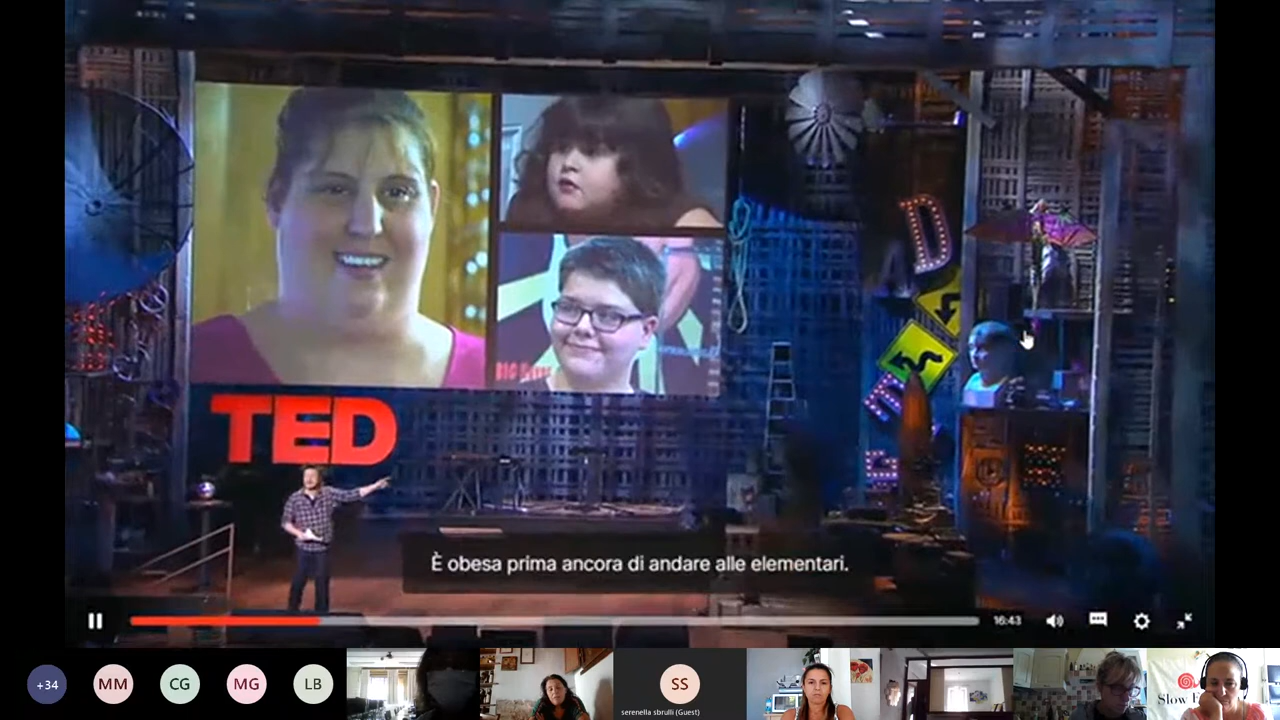 TED
È obesa prima ancora di andare alle elementari.
16:43
+34
MM
CG
MG
LB
SS
serenella sbrulli (Guest)
Slow